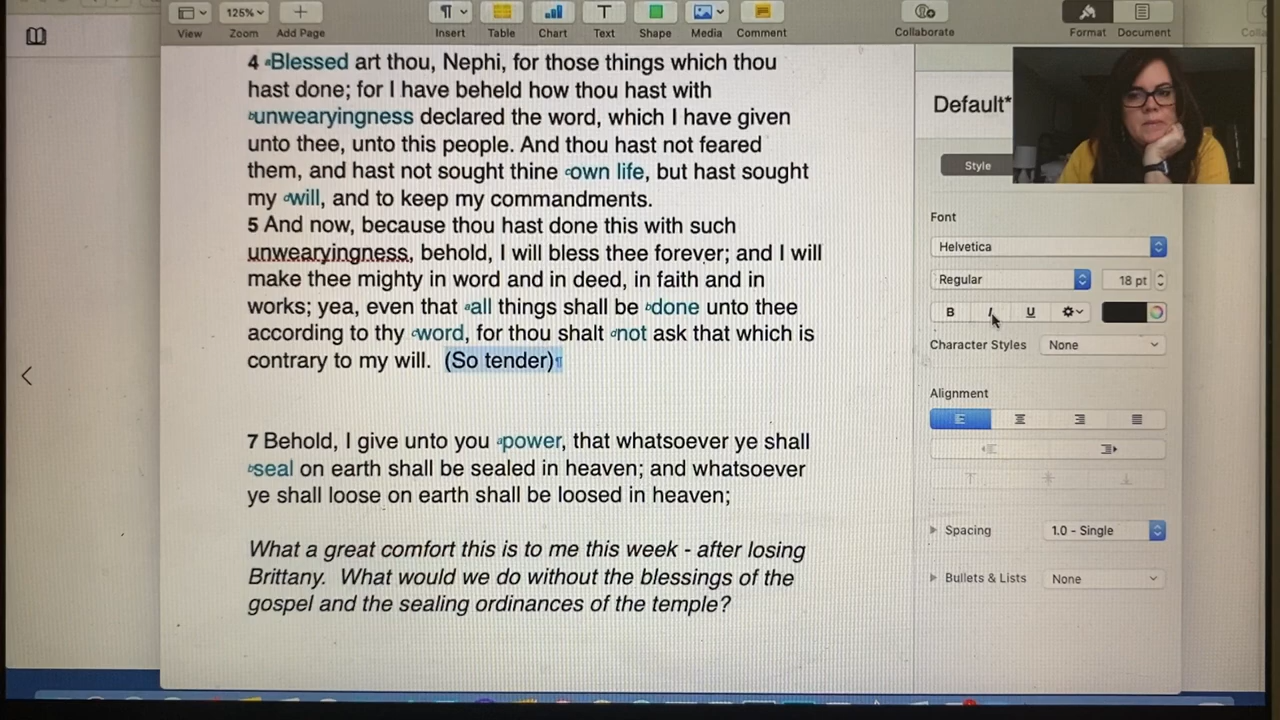 View
125%
Zoom
Add Page
Insert
Table
Chart
Text
Shape
Media
Comment
Collaborate
Format
Document
4 aBlessed art thou, Nephi, for those things which thou
hast done; for I have beheld how thou hast with
bunwearyingness declared the word, which I have given
unto thee, unto this people. And thou hast not feared
them, and hast not sought thine cown life, but hast sought
my dwill, and to keep my commandments.
5 And now, because thou hast done this with such
unwearyingness, behold, I will bless thee forever; and I will
make thee mighty in word and in deed, in faith and in
works; yea, even that aall things shall be bdone unto thee
according to thy cword, for thou shalt dnot ask that which is
contrary to my will. (So tender)¶
7 Behold, I give unto you apower, that whatsoever ye shall
bseal on earth shall be sealed in heaven; and whatsoever
ye shall loose on earth shall be loosed in heaven;
What a great comfort this is to me this week - after losing
Brittany. What would we do without the blessings of the
gospel and the sealing ordinances of the temple?
Default*
Style
Font
Helvetica
Regular
18 pt
B I U
Character Styles
None
Alignment
Spacing
1.0 - Single
Bullets & Lists
None